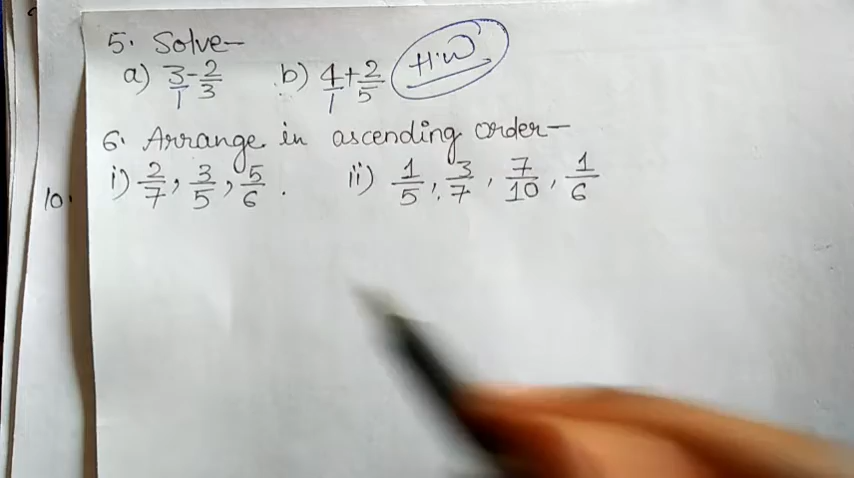 5. Solve-
a) 3/1 - 2/3 b) 4/1 + 2/5 H.W
6. Arrange in ascending order-
10. i) 2/7, 3/5, 5/6. ii) 1/5, 3/7, 7/10, 1/6